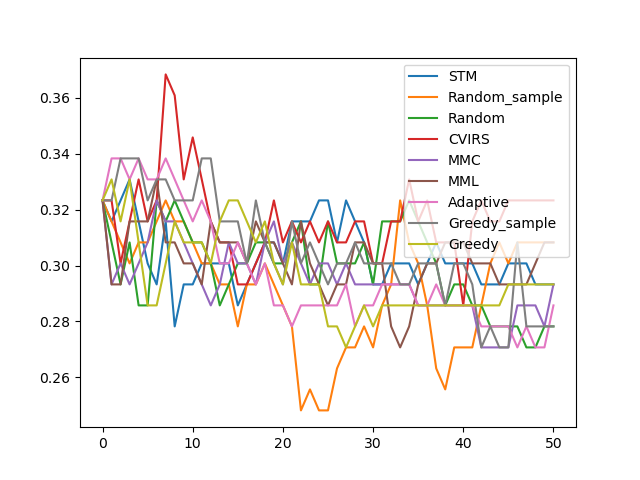 0.36
0.34
0.32
0.30
0.28
0.26
0
10
20
30
40
50
STM
Random_sample
Random
CVIRS
MMC
MML
Adaptive
Greedy_sample
Greedy